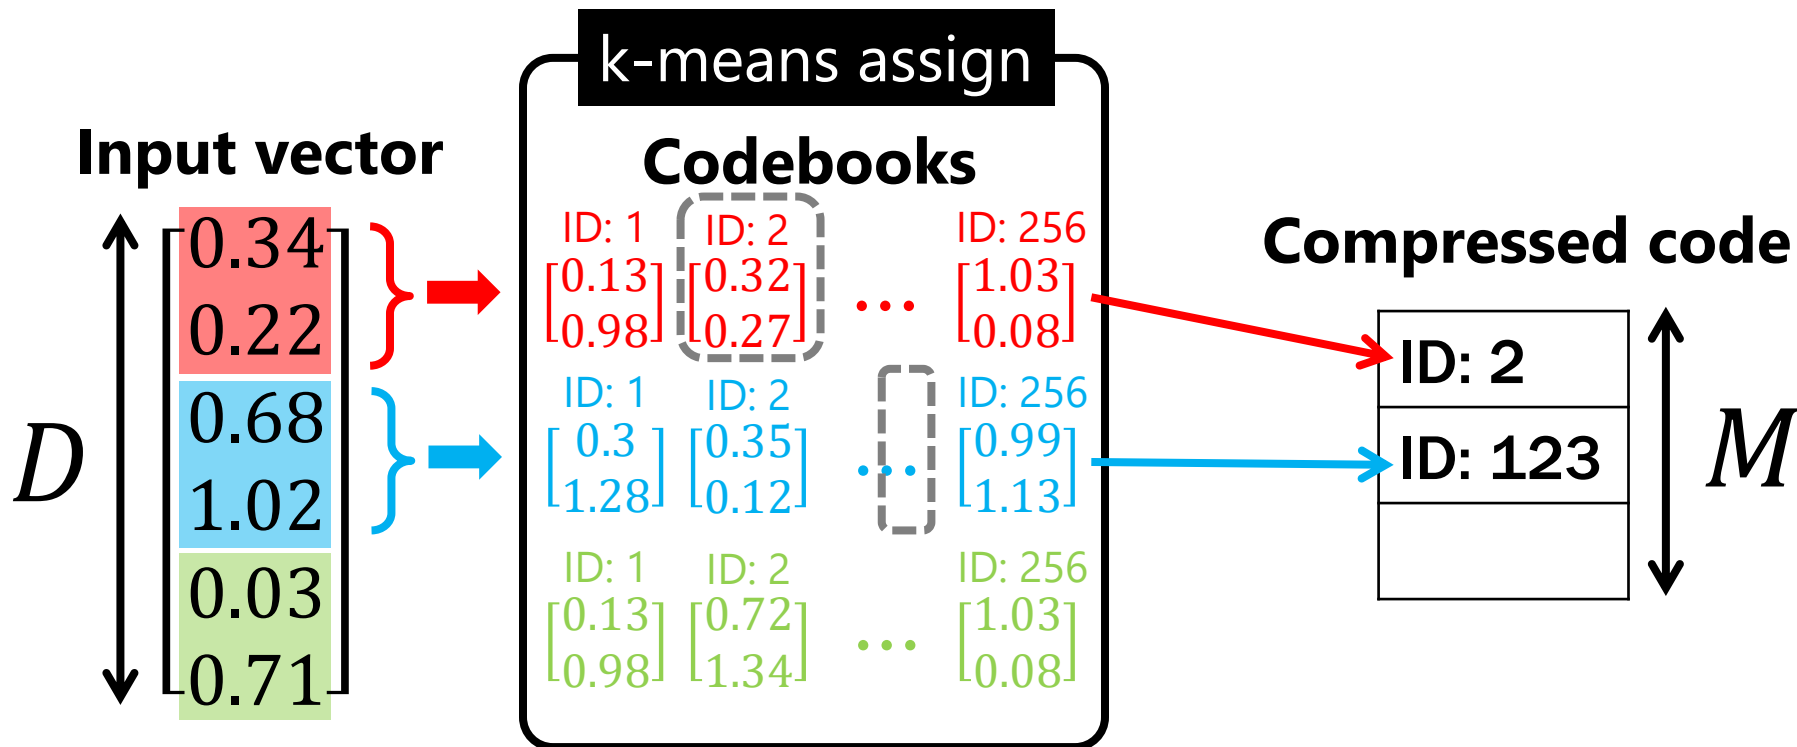 k-means assign
Input vector
Codebooks
Compressed code
D
0.34
0.22
0.68
1.02
0.03
0.71
ID: 1 ID: 2 ... ID: 256
0.13 0.32 1.03
0.98 0.27 0.08
ID: 1 ID: 2 ... ID: 256
0.3 0.35 0.99
1.28 0.12 1.13
ID: 1 ID: 2 ... ID: 256
0.13 0.72 1.03
0.98 1.34 0.08
ID: 2
ID: 123
M